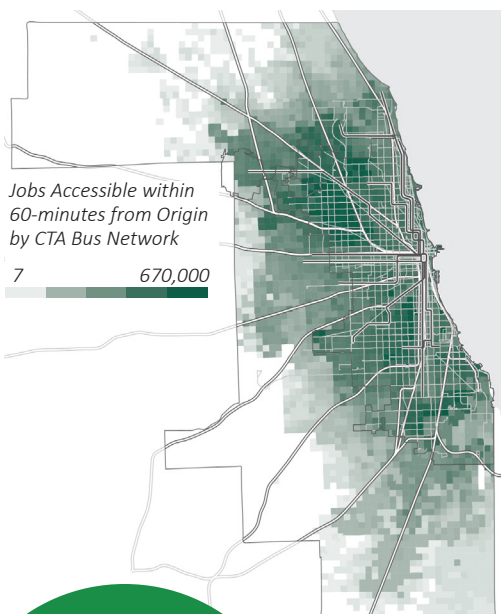 Jobs Accessible within
60-minutes from Origin
by CTA Bus Network
7 670,000